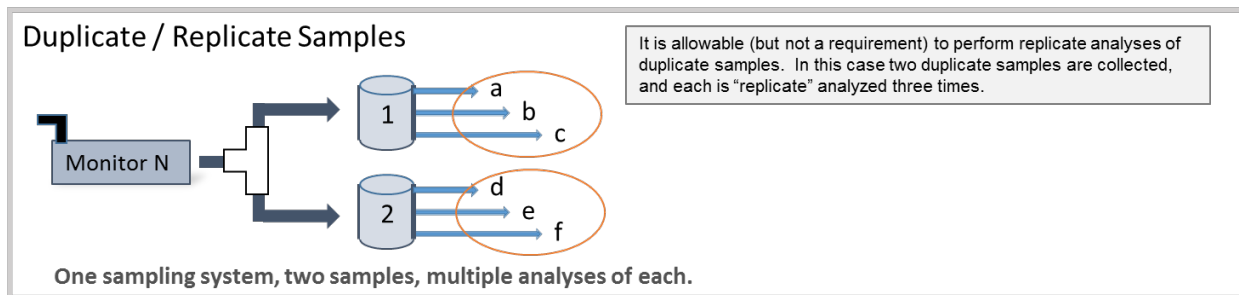 Duplicate / Replicate Samples
It is allowable (but not a requirement) to perform replicate analyses of
duplicate samples.  In this case two duplicate samples are collected,
and each is “replicate” analyzed three times.
Monitor N
1
a
b
c
2
d
e
f
One sampling system, two samples, multiple analyses of each.